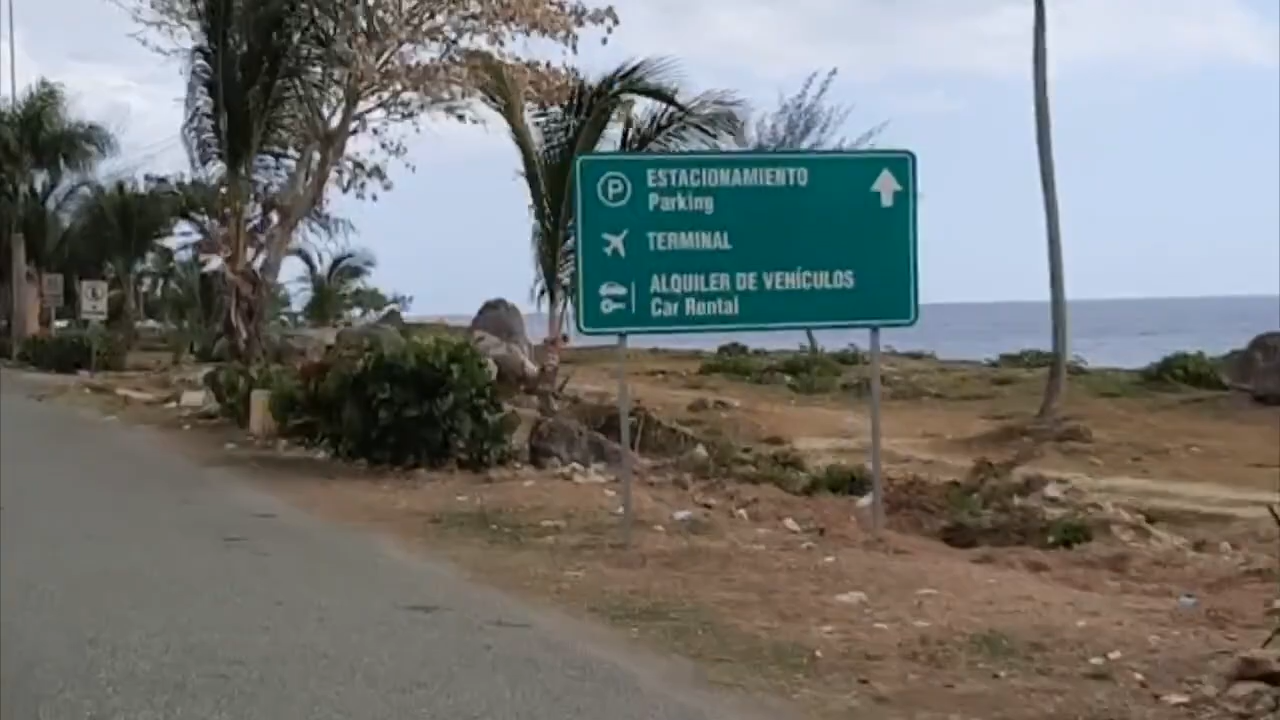 P
ESTACIONAMIENTO
Parking
TERMINAL
ALQUILER DE VEHÍCULOS
Car Rental